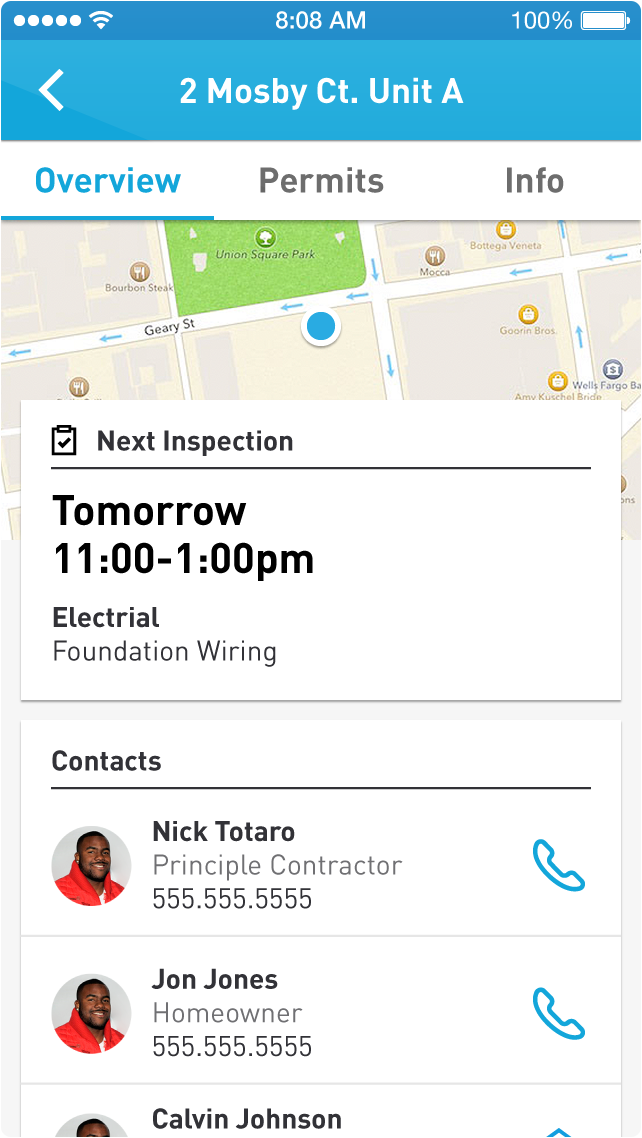 8:08 AM
100%
2 Mosby Ct. Unit A
Overview
Permits
Info
Union Square Park
Bottega Veneta
Mocca
Bourbon Steak
Geary St
Goorin Bros.
Wells Fargo Ba
Amy Kuschel Bride
ons
Next Inspection
Tomorrow
11:00-1:00pm
Electrial
Foundation Wiring
Contacts
Nick Totaro
Principle Contractor
555.555.5555
Jon Jones
Homeowner
555.555.5555
Calvin Johnson